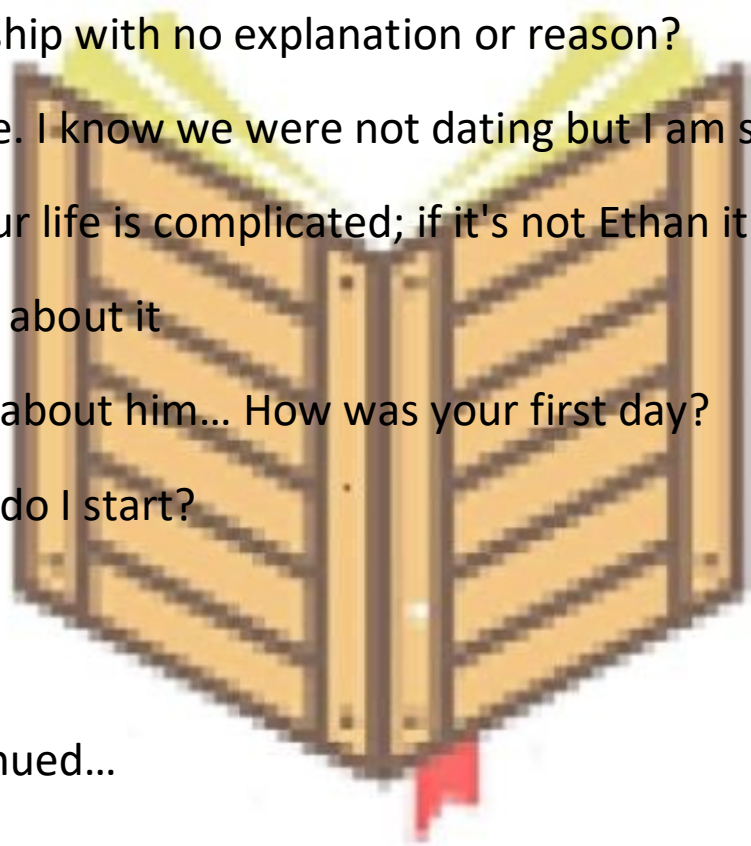 ship with no explanation or reason?
e. I know we were not dating but I am s
ur life is complicated; if it's not Ethan it
about it
about him… How was your first day?
do I start?
nued…